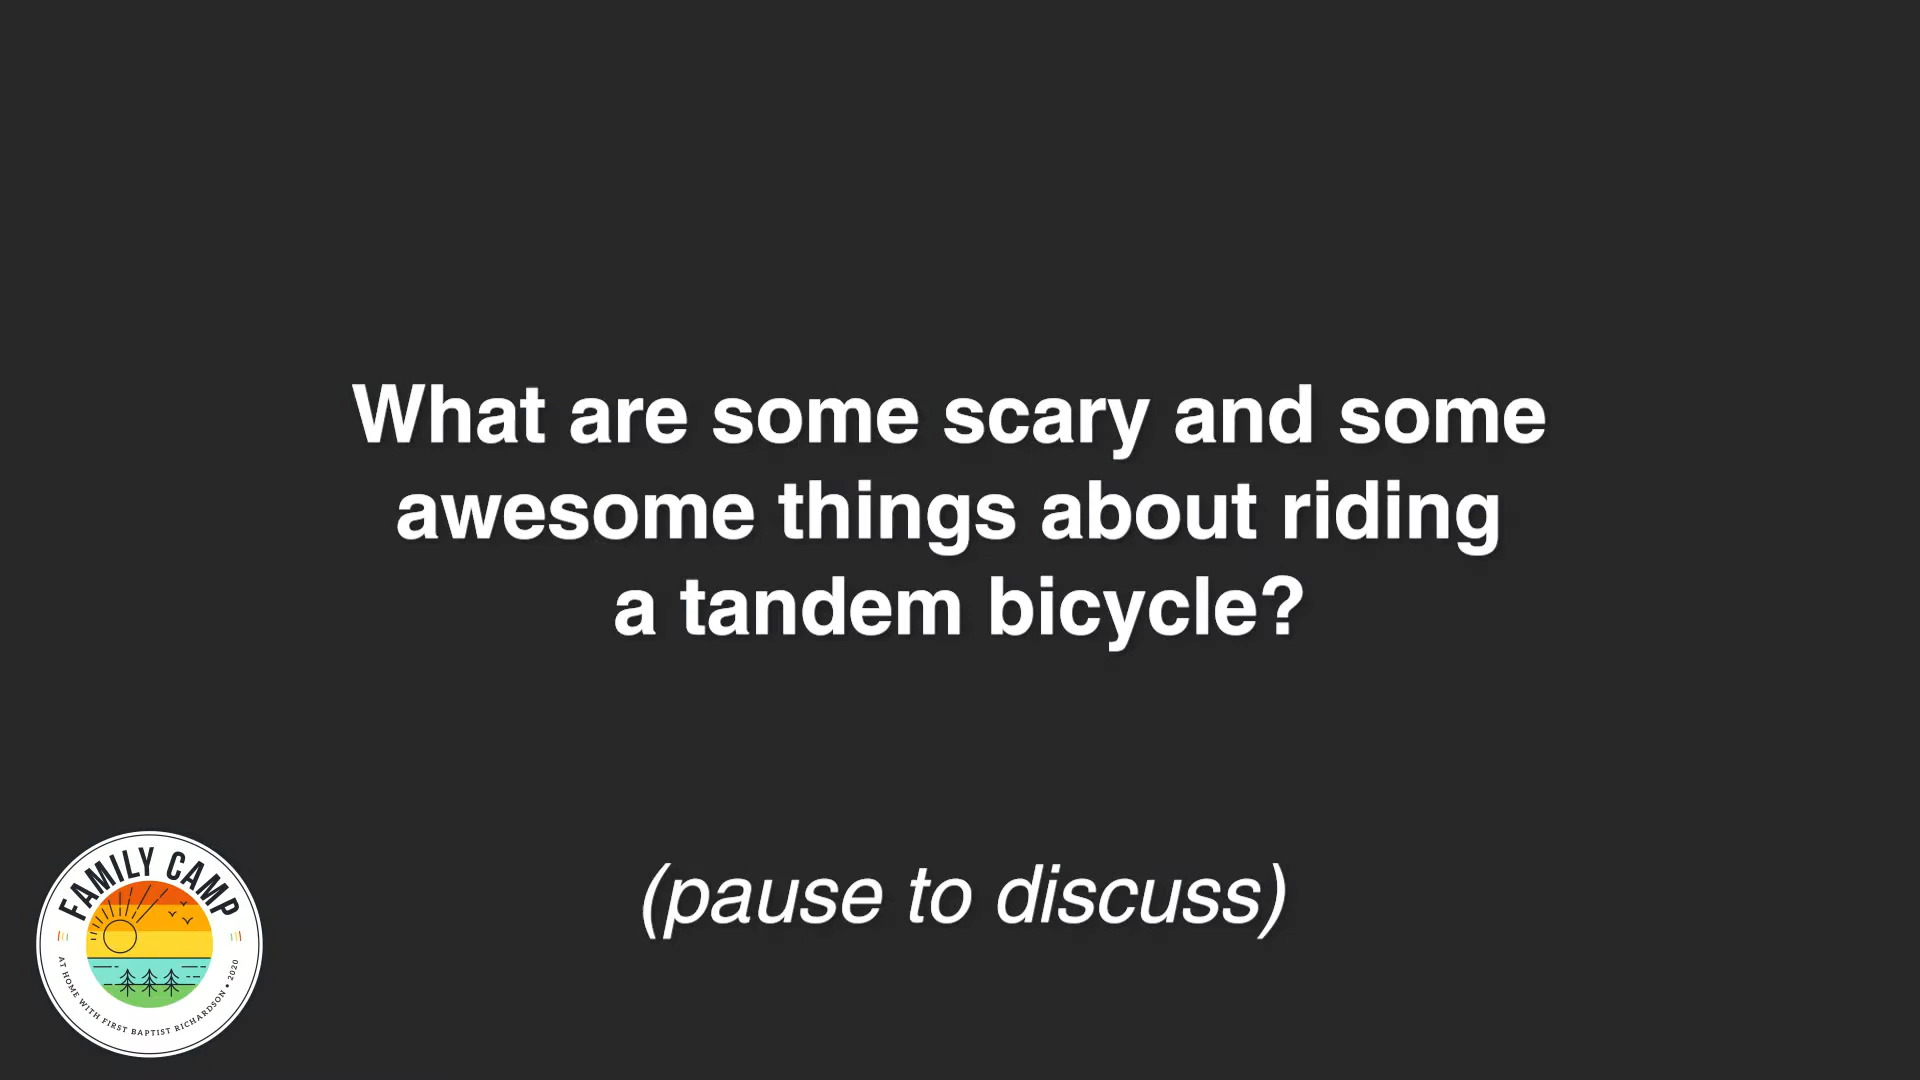 What are some scary and some
awesome things about riding
a tandem bicycle?
(pause to discuss)
FAMILY CAMP
AT HOME WITH FIRST BAPTIST RICHARDSON • 2020